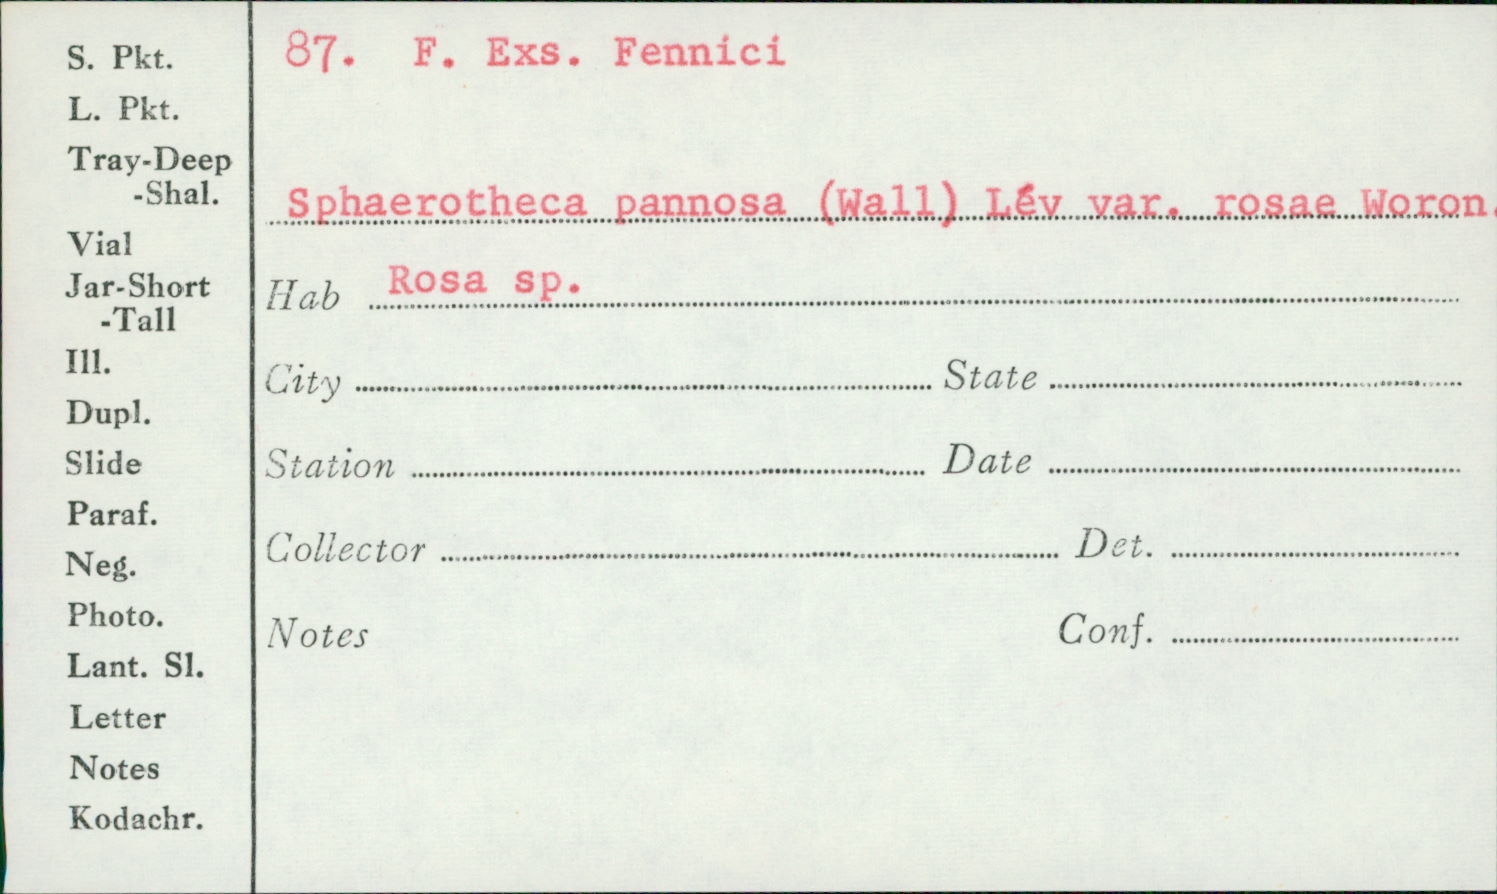 S. Pkt.
L. Pkt.
Tray-Deep
-Shal.
Vial
Jar-Short
-Tall
Ill.
Dupl.
Slide
Paraf.
Neg.
Photo.
Lant. Sl.
Letter
Notes
Kodachr.
87. F. Exs. Fennici
Sphaerotheca pannosa (Wall) Lév var. rosae Woron.
Hab Rosa sp.
City State
Station Date
Collector Det.
Notes Conf.